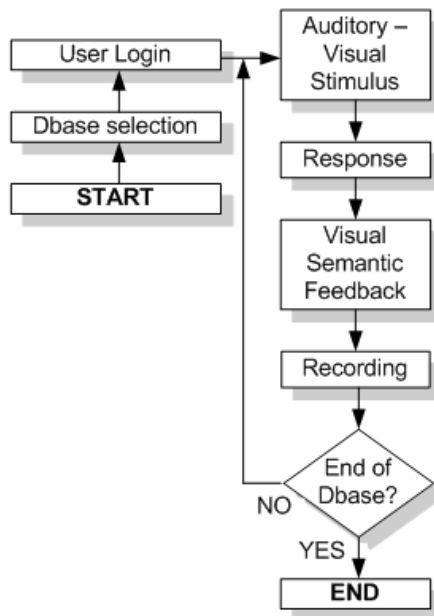 User Login
Dbase selection
START
Auditory –
Visual
Stimulus
Response
Visual
Semantic
Feedback
Recording
End of
Dbase?
NO
YES
END